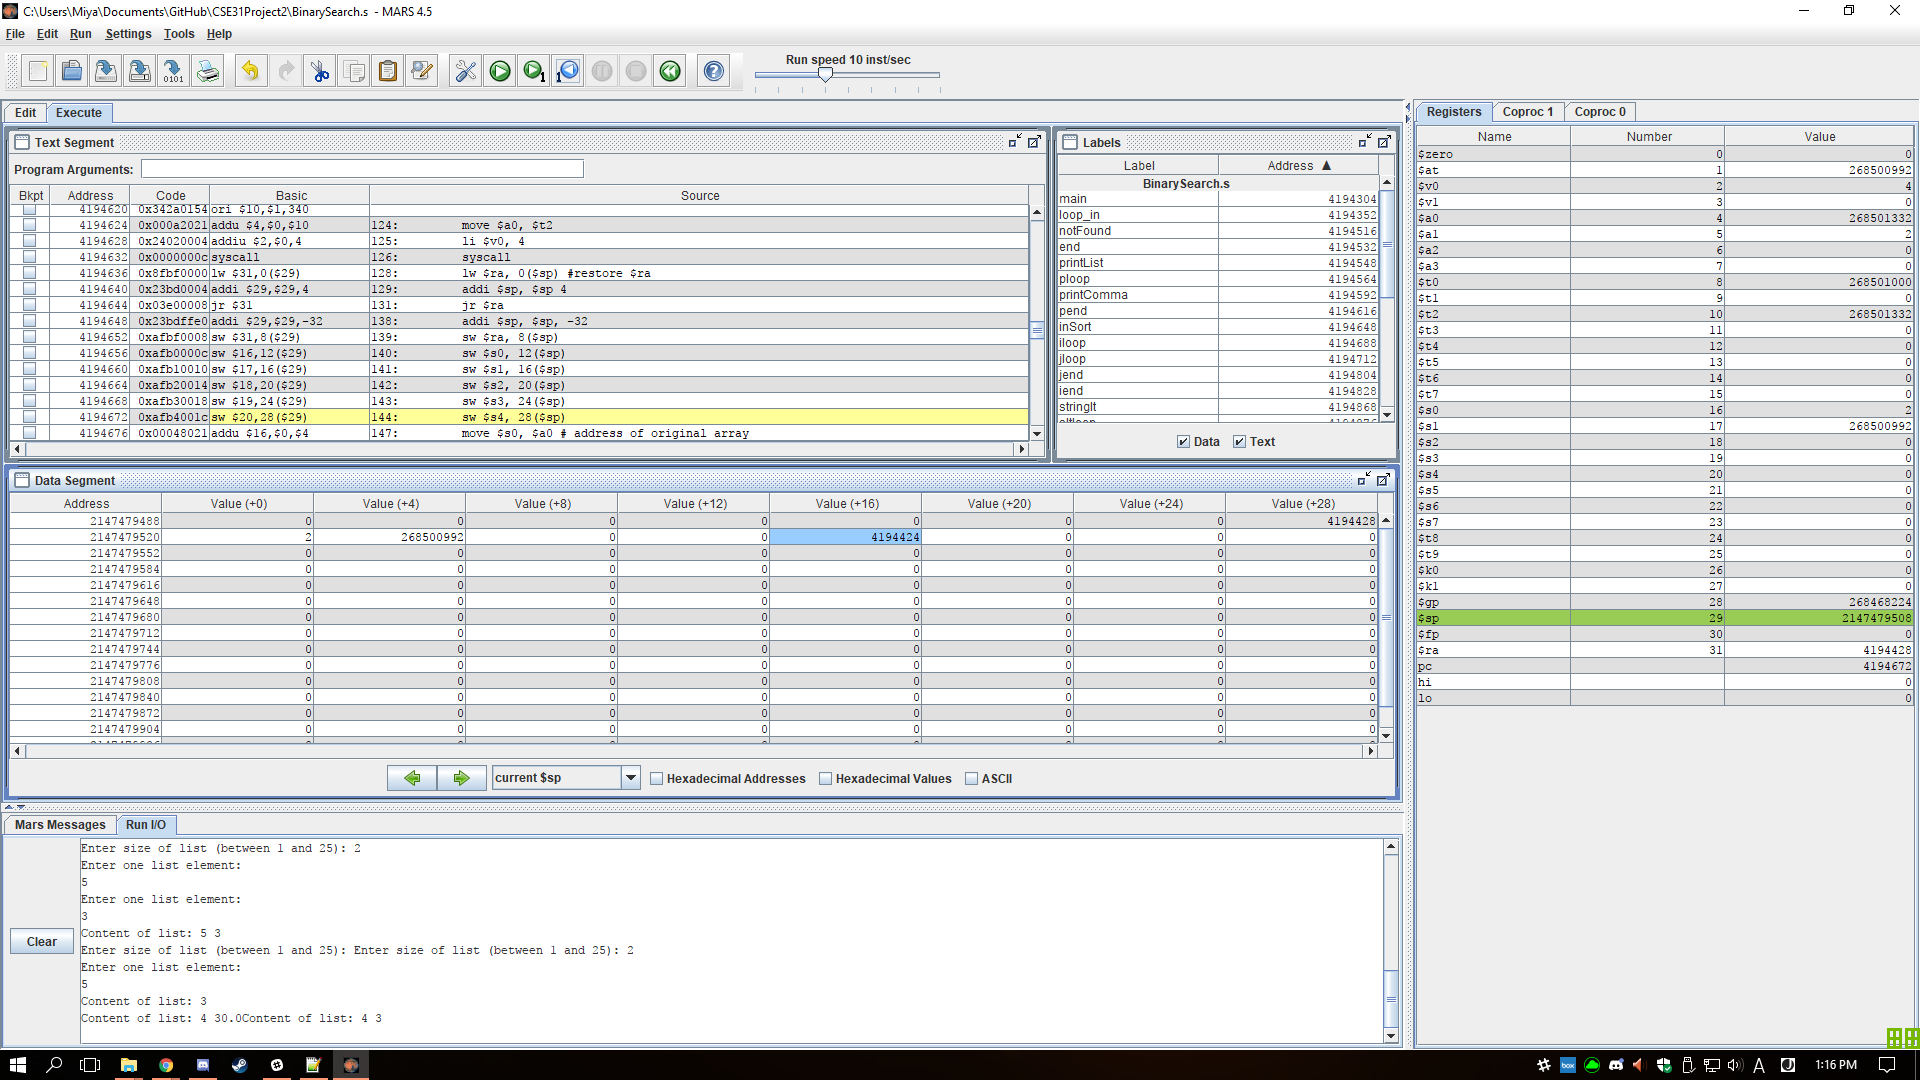 C:\Users\Miya\Documents\GitHub\CSE31Project2\BinarySearch.s - MARS 4.5
File Edit Run Settings Tools Help
Run speed 10 inst/sec
Edit Execute
Text Segment
Program Arguments:
Bkpt Address Code Basic Source
4194620 0x342a0154 ori $10,$1,340
4194624 0x000a2021 addu $4,$0,$10 124: move $a0, $t2
4194628 0x24020004 addiu $2,$0,4 125: li $v0, 4
4194632 0x0000000c syscall 126: syscall
4194636 0x8fbf0000 lw $31,0($29) 128: lw $ra, 0($sp) #restore $ra
4194640 0x23bd0004 addi $29,$29,4 129: addi $sp, $sp 4
4194644 0x03e00008 jr $31 131: jr $ra
4194648 0x23bdffe0 addi $29,$29,-32 138: addi $sp, $sp, -32
4194652 0xafbf0008 sw $31,8($29) 139: sw $ra, 8($sp)
4194656 0xafb0000c sw $16,12($29) 140: sw $s0, 12($sp)
4194660 0xafb10010 sw $17,16($29) 141: sw $s1, 16($sp)
4194664 0xafb20014 sw $18,20($29) 142: sw $s2, 20($sp)
4194668 0xafb30018 sw $19,24($29) 143: sw $s3, 24($sp)
4194672 0xafb4001c sw $20,28($29) 144: sw $s4, 28($sp)
4194676 0x00048021 addu $16,$0,$4 147: move $s0, $a0 # address of original array
Labels
Label Address ▲
BinarySearch.s
main 4194304
loop_in 4194352
notFound 4194516
end 4194532
printList 4194548
ploop 4194564
printComma 4194592
pend 4194616
inSort 4194648
iloop 4194688
jloop 4194712
jend 4194804
iend 4194828
stringIt 4194868
Data Text
Data Segment
Address Value (+0) Value (+4) Value (+8) Value (+12) Value (+16) Value (+20) Value (+24) Value (+28)
2147479488 0 0 0 0 0 0 0 4194428
2147479520 2 268500992 0 0 4194424 0 0 0
2147479552 0 0 0 0 0 0 0 0
2147479584 0 0 0 0 0 0 0 0
2147479616 0 0 0 0 0 0 0 0
2147479648 0 0 0 0 0 0 0 0
2147479680 0 0 0 0 0 0 0 0
2147479712 0 0 0 0 0 0 0 0
2147479744 0 0 0 0 0 0 0 0
2147479776 0 0 0 0 0 0 0 0
2147479808 0 0 0 0 0 0 0 0
2147479840 0 0 0 0 0 0 0 0
2147479872 0 0 0 0 0 0 0 0
2147479904 0 0 0 0 0 0 0 0
current $sp Hexadecimal Addresses Hexadecimal Values ASCII
Mars Messages Run I/O
Clear
Enter size of list (between 1 and 25): 2
Enter one list element:
5
Enter one list element:
3
Content of list: 5 3
Enter size of list (between 1 and 25): Enter size of list (between 1 and 25): 2
Enter one list element:
5
Content of list: 3
Content of list: 4 30.0Content of list: 4 3
Registers Coproc 1 Coproc 0
Name Number Value
$zero 0 0
$at 1 268500992
$v0 2 4
$v1 3 0
$a0 4 268501332
$a1 5 2
$a2 6 0
$a3 7 0
$t0 8 268501000
$t1 9 0
$t2 10 268501332
$t3 11 0
$t4 12 0
$t5 13 0
$t6 14 0
$t7 15 0
$s0 16 2
$s1 17 268500992
$s2 18 0
$s3 19 0
$s4 20 0
$s5 21 0
$s6 22 0
$s7 23 0
$t8 24 0
$t9 25 0
$k0 26 0
$k1 27 0
$gp 28 268468224
$sp 29 2147479508
$fp 30 0
$ra 31 4194428
pc 4194672
hi 0
lo 0
box
A
1:16 PM